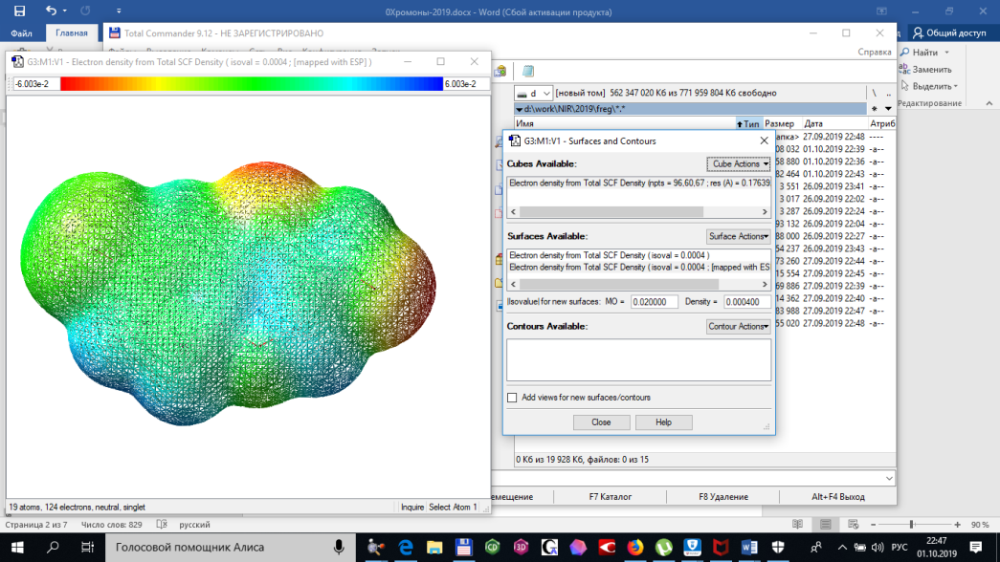 0Хромоны-2019.docx - Word (Сбой активации продукта)
Файл
Главная
Total Commander 9.12 - НЕ ЗАРЕГИСТРИРОВАНО
Общий доступ
Справка
Найти
Заменить
Выделить
Редактирование
G3:M1:V1 - Electron density from Total SCF Density ( isoval = 0.0004 ; [mapped with ESP] )
-6.003e-2
6.003e-2
d
[новый том] 562 347 020 Кб из 771 959 804 Кб свободно
\
..
d:\work\NIR\2019\freg\*.*
*
Имя
Тип
Размер
Дата
Атриб
апка> 27.09.2019 22:48 ----
08 032 01.10.2019 22:39 -a--
58 880 01.10.2019 22:36 -a--
82 464 01.10.2019 22:43 -a--
3 551 26.09.2019 23:41 -a--
3 017 26.09.2019 22:02 -a--
3 287 26.09.2019 22:24 -a--
93 132 26.09.2019 22:04 -a--
88 000 26.09.2019 22:27 -a--
54 237 26.09.2019 23:43 -a--
73 260 27.09.2019 22:44 -a--
15 554 27.09.2019 22:45 -a--
69 886 27.09.2019 22:39 -a--
14 362 27.09.2019 22:40 -a--
83 988 27.09.2019 22:47 -a--
55 020 27.09.2019 22:48 -a--
G3:M1:V1 - Surfaces and Contours
Cubes Available:
Cube Actions
Electron density from Total SCF Density (npts = 96,60,67 ; res (A) = 0.17639
Surfaces Available:
Surface Actions
Electron density from Total SCF Density ( isoval = 0.0004 )
Electron density from Total SCF Density ( isoval = 0.0004 ; [mapped with ES
|Isovalue| for new surfaces: MO = 0.020000 Density = 0.000400
Contours Available:
Contour Actions
Add views for new surfaces/contours
Close
Help
0 Кб из 19 928 Кб, файлов: 0 из 15
емещение
F7 Каталог
F8 Удаление
Alt+F4 Выход
19 atoms, 124 electrons, neutral, singlet
Inquire
Select Atom 1
Страница 2 из 7
Число слов: 829
русский
90 %
Голосовой помощник Алиса
РУС
22:47
01.10.2019